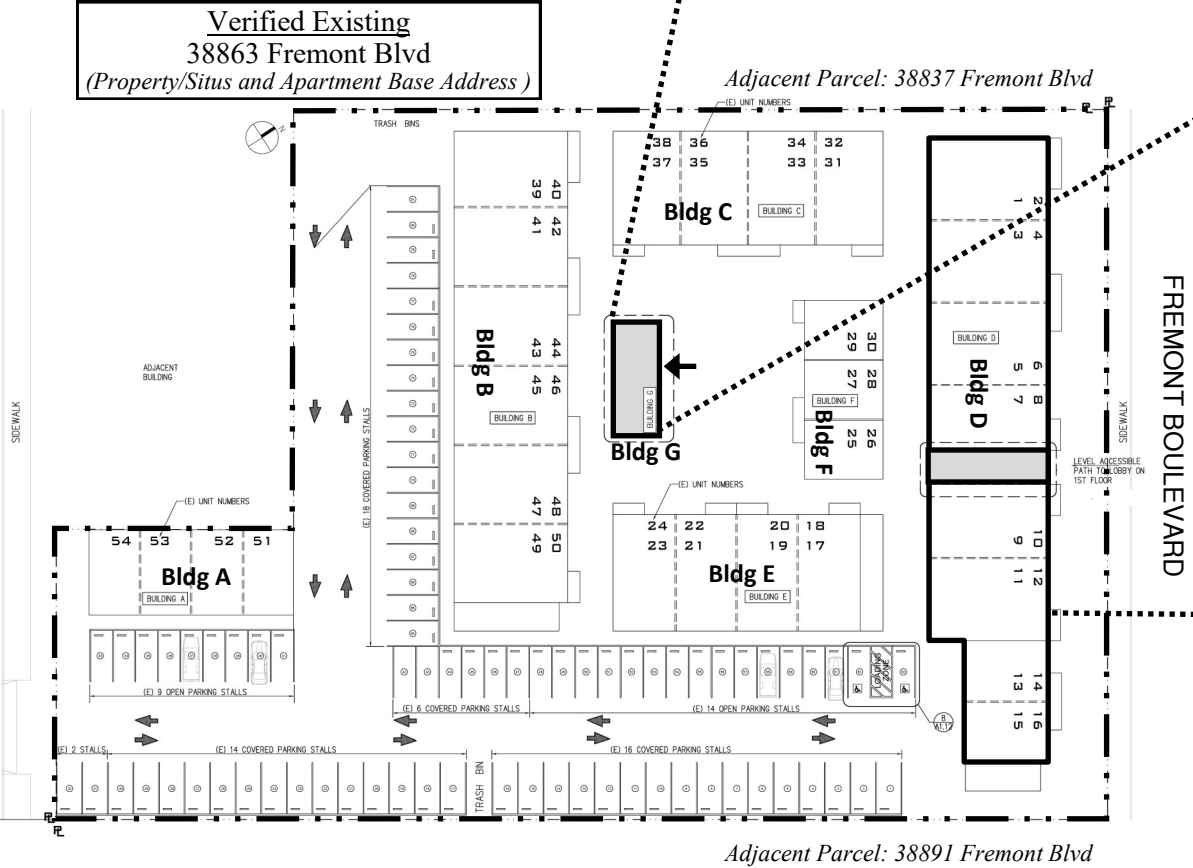 Verified Existing
38863 Fremont Blvd
(Property/Situs and Apartment Base Address )
Adjacent Parcel: 38837 Fremont Blvd
(E) UNIT NUMBERS
TRASH BINS
N
38 36 34 32
37 35 33 31
Bldg C
BUILDING C
39 40
41 42
43 44
45 46
47 48
49 50
Bldg B
BUILDING B
(E) 18 COVERED PARKING STALLS
ADJACENT
BUILDING
SIDEWALK
BUILDING G
Bldg G
29 30
27 28
25 26
BUILDING F
Bldg F
1 2
3 4
5 6
7 8
BUILDING D
Bldg D
9 10
11 12
13 14
15 16
FREMONT BOULEVARD
SIDEWALK
LEVEL ACCESSIBLE
PATH TO LOBBY ON
1ST FLOOR
(E) UNIT NUMBERS
24 22 20 18
23 21 19 17
Bldg E
BUILDING E
(E) UNIT NUMBERS
54 53 52 51
Bldg A
BUILDING A
(E) 9 OPEN PARKING STALLS
LOADING
ZONE
(E) 6 COVERED PARKING STALLS
(E) 14 OPEN PARKING STALLS
8
A1.12
(E) 2 STALLS
(E) 14 COVERED PARKING STALLS
(E) 16 COVERED PARKING STALLS
TRASH BIN
PL
PL
Adjacent Parcel: 38891 Fremont Blvd